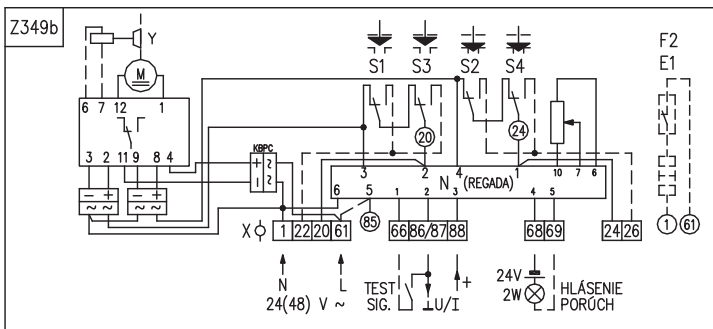 Z349b
Y
M
6 7 12 1
3 2 11 9 8 4
− + − +
~ ~ ~ ~
KBPC
+ ~
− ~
S1 S3 S2 S4
20 24
3 2 4 1 10 7 6
N (REGADA)
6 5 1 2 3 4 5
85
X 1 22 20 61 66 86/87 88 68 69 24 26
N L
24(48) V ~
TEST
SIG.
⊥U/I
+
24V
2W
HLÁSENIE
PORÚCH
F2
E1
1 61